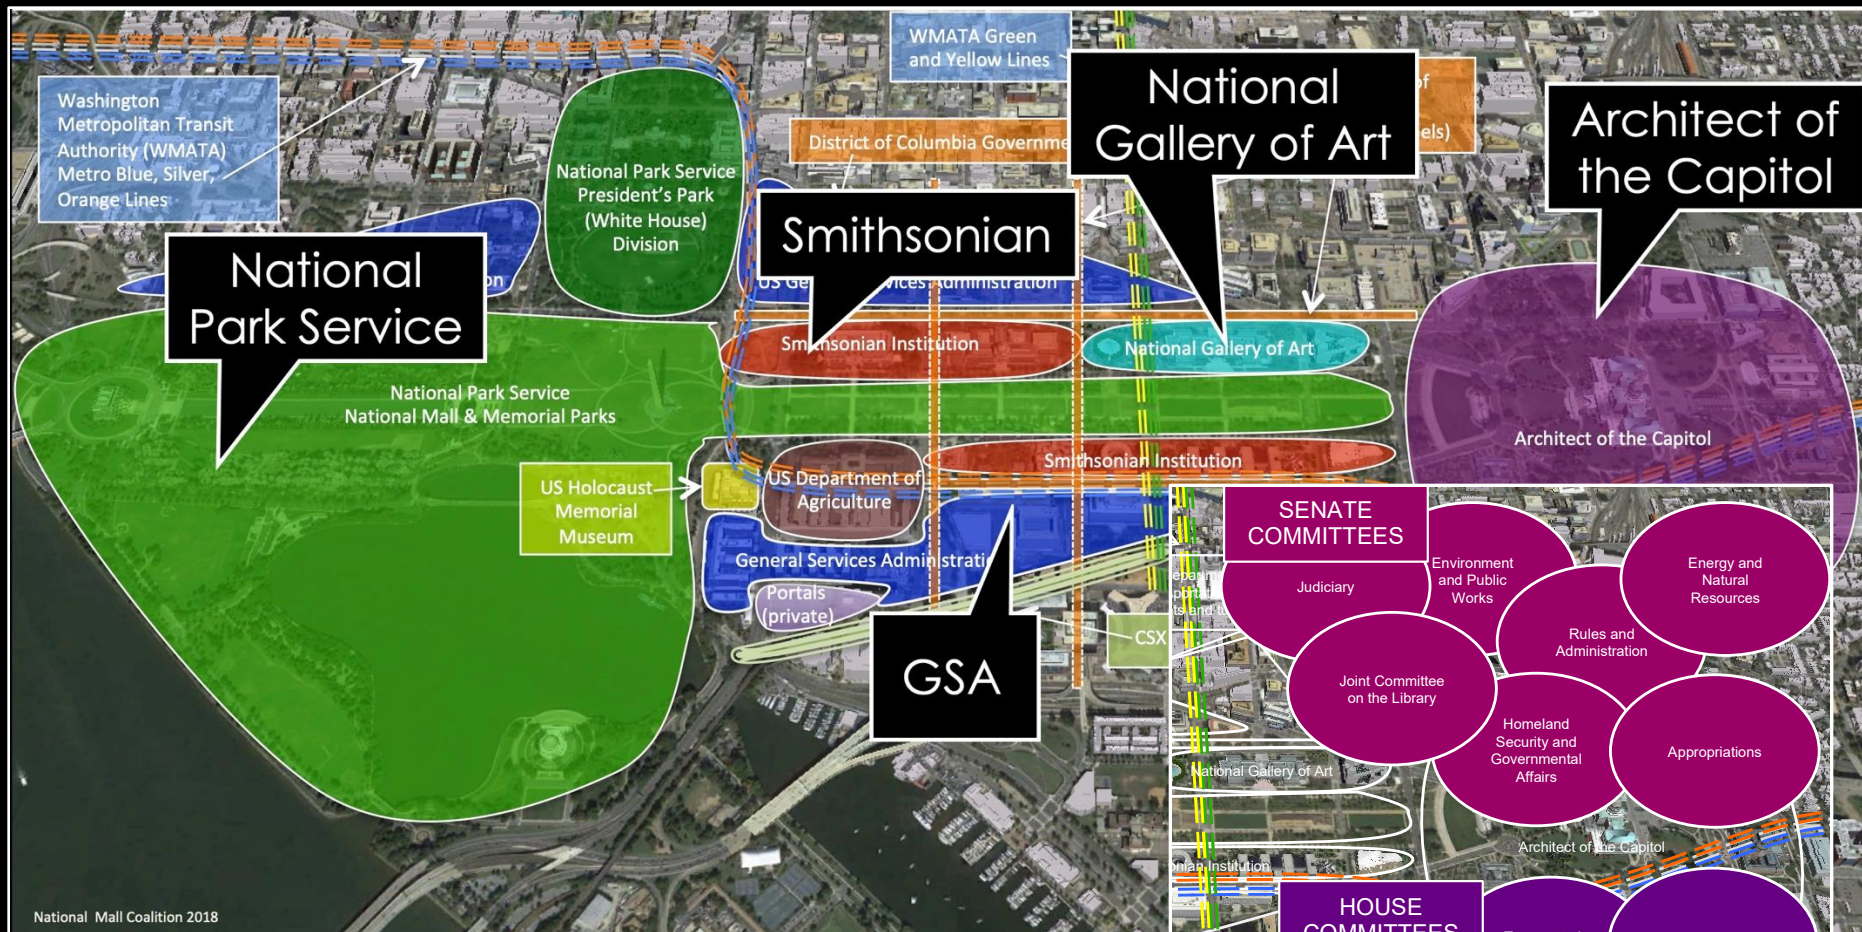 WMATA Green
and Yellow Lines
Washington
Metropolitan Transit
Authority (WMATA)
Metro Blue, Silver,
Orange Lines
National
Gallery of Art
of
Architect of
the Capitol
District of Columbia
National Park Service
President's Park
(White House)
Division
Smithsonian
National
Park Service
Services Administration
Smithsonian Institution
National Gallery of Art
National Park Service
National Mall & Memorial Parks
Architect of the Capitol
Smithsonian Institution
US Holocaust
Memorial
Museum
US Department of
Agriculture
General Services
Portals
(private)
CSX
GSA
SENATE
COMMITTEES
Judiciary
Environment
and Public
Works
Energy and
Natural
Resources
Rules and
Administration
Joint Committee
on the Library
Homeland
Security and
Governmental
Affairs
Appropriations
National Gallery of Art
Architect of the Capitol
Institution
HOUSE
COMMITTEES
National Mall Coalition 2018